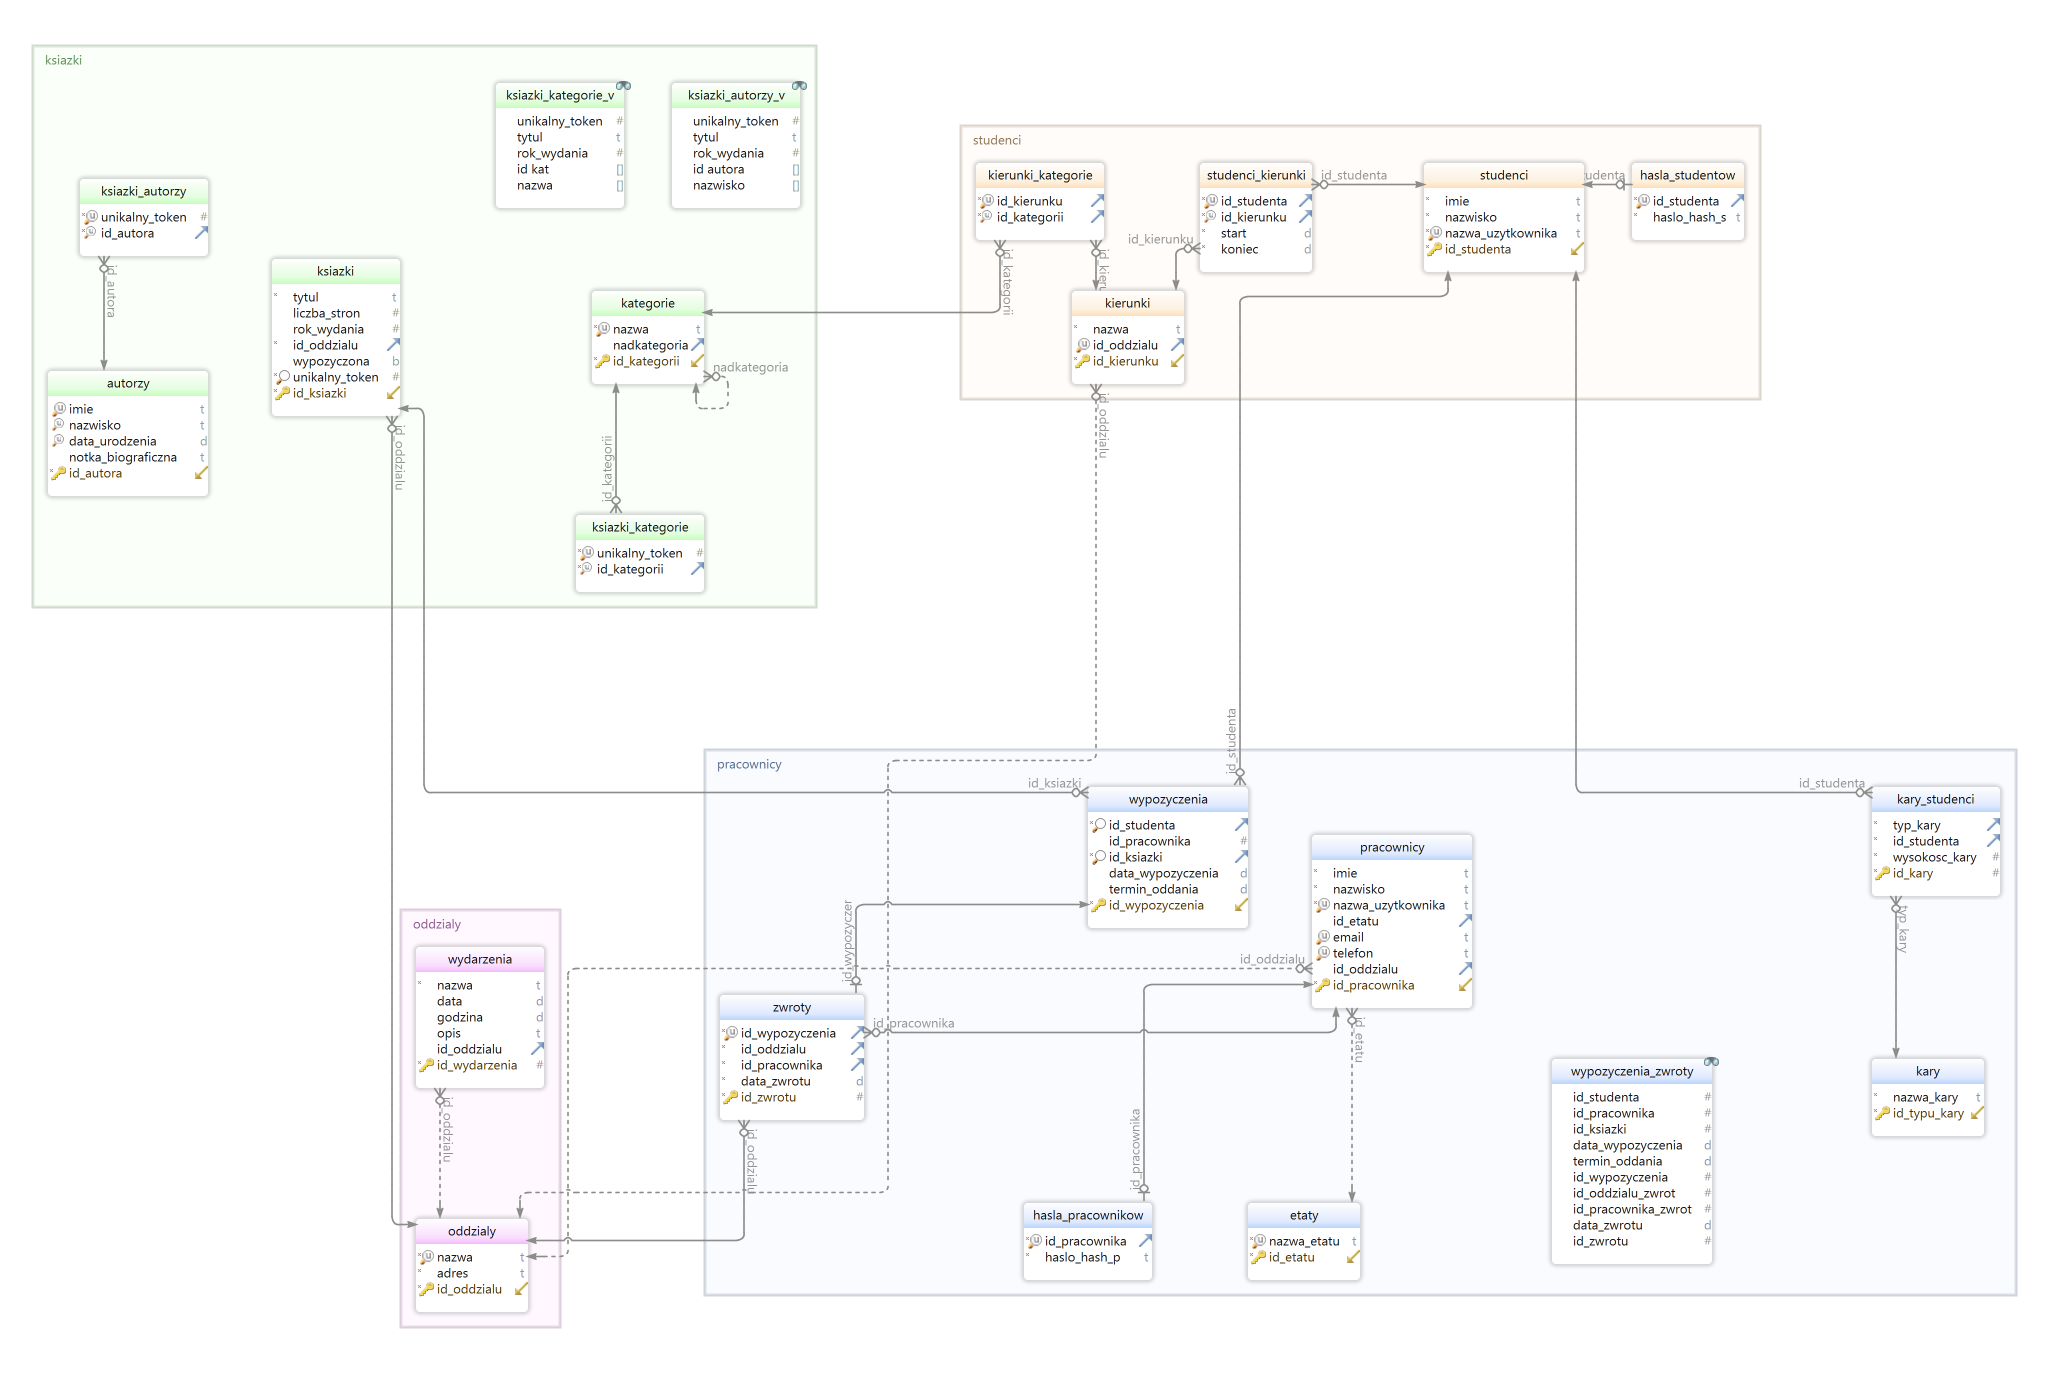 ksiazki
ksiazki_kategorie_v
unikalny_token #
tytul t
rok_wydania #
id kat []
nazwa []
ksiazki_autorzy_v
unikalny_token #
tytul t
rok_wydania #
id autora []
nazwisko []
ksiazki_autorzy
unikalny_token #
id_autora
id_autora
ksiazki
tytul t
liczba_stron #
rok_wydania #
id_oddzialu
wypozyczona b
unikalny_token #
id_ksiazki
id_oddzialu
kategorie
nazwa t
nadkategoria
id_kategorii
nadkategoria
autorzy
imie t
nazwisko t
data_urodzenia d
notka_biograficzna t
id_autora
id_kategorii
ksiazki_kategorie
unikalny_token #
id_kategorii
studenci
kierunki_kategorie
id_kierunku
id_kategorii
id_kategorii
id_kieru
studenci_kierunki
id_studenta
id_kierunku
start d
koniec d
id_studenta
id_kierunku
studenci
imie t
nazwisko t
nazwa_uzytkownika t
id_studenta
udenta
hasla_studentow
id_studenta
haslo_hash_s t
kierunki
nazwa t
id_oddzialu
id_kierunku
id_oddzialu
pracownicy
id_ksiazki
id_studenta
wypozyczenia
id_studenta
id_pracownika #
id_ksiazki
data_wypozyczenia d
termin_oddania d
id_wypozyczenia
pracownicy
imie t
nazwisko t
nazwa_uzytkownika t
id_etatu
email t
telefon t
id_oddzialu
id_pracownika
id_oddzialu
id_etatu
id_studenta
kary_studenci
typ_kary
id_studenta
wysokosc_kary #
id_kary #
typ_kary
oddzialy
wydarzenia
nazwa t
data d
godzina d
opis t
id_oddzialu
id_wydarzenia #
id_oddzialu
oddzialy
nazwa t
adres t
id_oddzialu
id_wypozyczer
zwroty
id_wypozyczenia
id_oddzialu
id_pracownika
data_zwrotu d
id_zwrotu #
id_pracownika
id_oddzialu
id_pracownika
hasla_pracownikow
id_pracownika
haslo_hash_p t
etaty
nazwa_etatu t
id_etatu
wypozyczenia_zwroty
id_studenta #
id_pracownika #
id_ksiazki #
data_wypozyczenia d
termin_oddania d
id_wypozyczenia #
id_oddzialu_zwrot #
id_pracownika_zwrot #
data_zwrotu d
id_zwrotu #
kary
nazwa_kary t
id_typu_kary